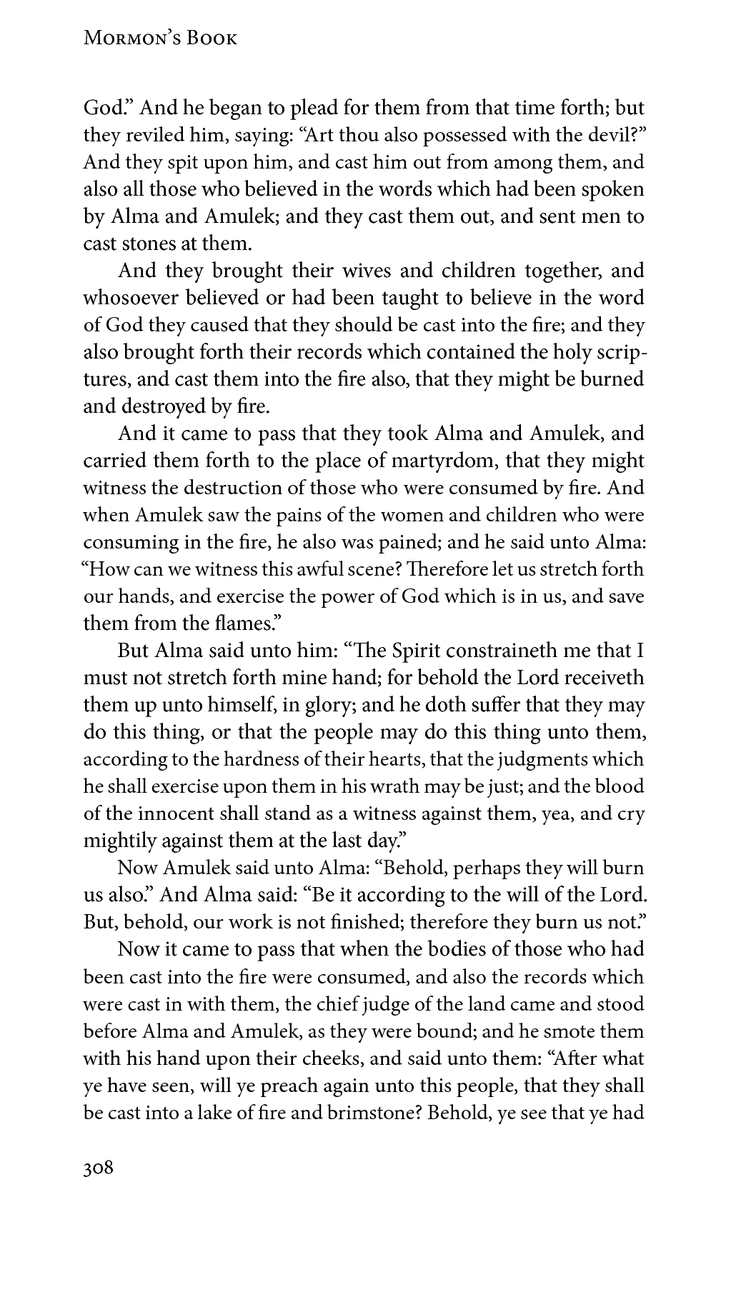 Mormon’s Book
God.” And he began to plead for them from that time forth; but
they reviled him, saying: “Art thou also possessed with the devil?”
And they spit upon him, and cast him out from among them, and
also all those who believed in the words which had been spoken
by Alma and Amulek; and they cast them out, and sent men to
cast stones at them.
And they brought their wives and children together, and
whosoever believed or had been taught to believe in the word
of God they caused that they should be cast into the fire; and they
also brought forth their records which contained the holy scrip-
tures, and cast them into the fire also, that they might be burned
and destroyed by fire.
And it came to pass that they took Alma and Amulek, and
carried them forth to the place of martyrdom, that they might
witness the destruction of those who were consumed by fire. And
when Amulek saw the pains of the women and children who were
consuming in the fire, he also was pained; and he said unto Alma:
“How can we witness this awful scene? Therefore let us stretch forth
our hands, and exercise the power of God which is in us, and save
them from the flames.”
But Alma said unto him: “The Spirit constraineth me that I
must not stretch forth mine hand; for behold the Lord receiveth
them up unto himself, in glory; and he doth suffer that they may
do this thing, or that the people may do this thing unto them,
according to the hardness of their hearts, that the judgments which
he shall exercise upon them in his wrath may be just; and the blood
of the innocent shall stand as a witness against them, yea, and cry
mightily against them at the last day.”
Now Amulek said unto Alma: “Behold, perhaps they will burn
us also.” And Alma said: “Be it according to the will of the Lord.
But, behold, our work is not finished; therefore they burn us not.”
Now it came to pass that when the bodies of those who had
been cast into the fire were consumed, and also the records which
were cast in with them, the chief judge of the land came and stood
before Alma and Amulek, as they were bound; and he smote them
with his hand upon their cheeks, and said unto them: “After what
ye have seen, will ye preach again unto this people, that they shall
be cast into a lake of fire and brimstone? Behold, ye see that ye had
308